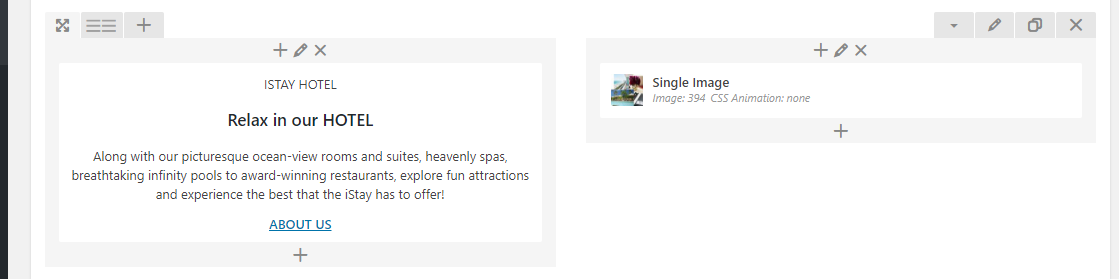 ISTAY HOTEL
Relax in our HOTEL
Along with our picturesque ocean-view rooms and suites, heavenly spas,
breathtaking infinity pools to award-winning restaurants, explore fun attractions
and experience the best that the iStay has to offer!
ABOUT US
Single Image
Image: 394 CSS Animation: none